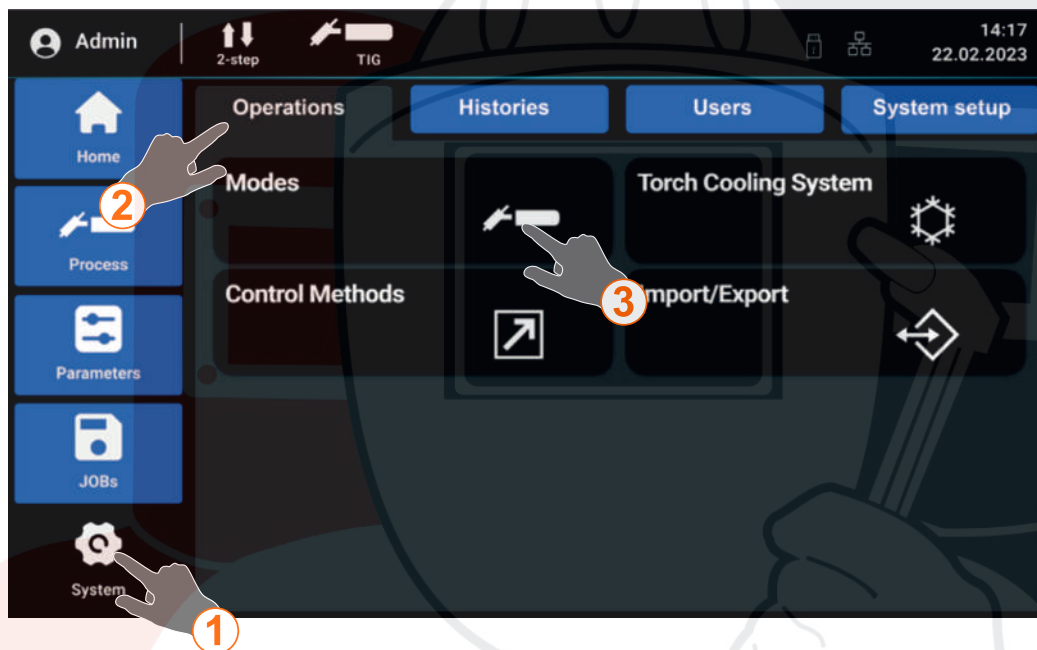 Admin
2-step
TIG
14:17
22.02.2023
Home
Operations
Histories
Users
System setup
2
Modes
Torch Cooling System
Process
3
Control Methods
Import/Export
Parameters
JOBs
System
1